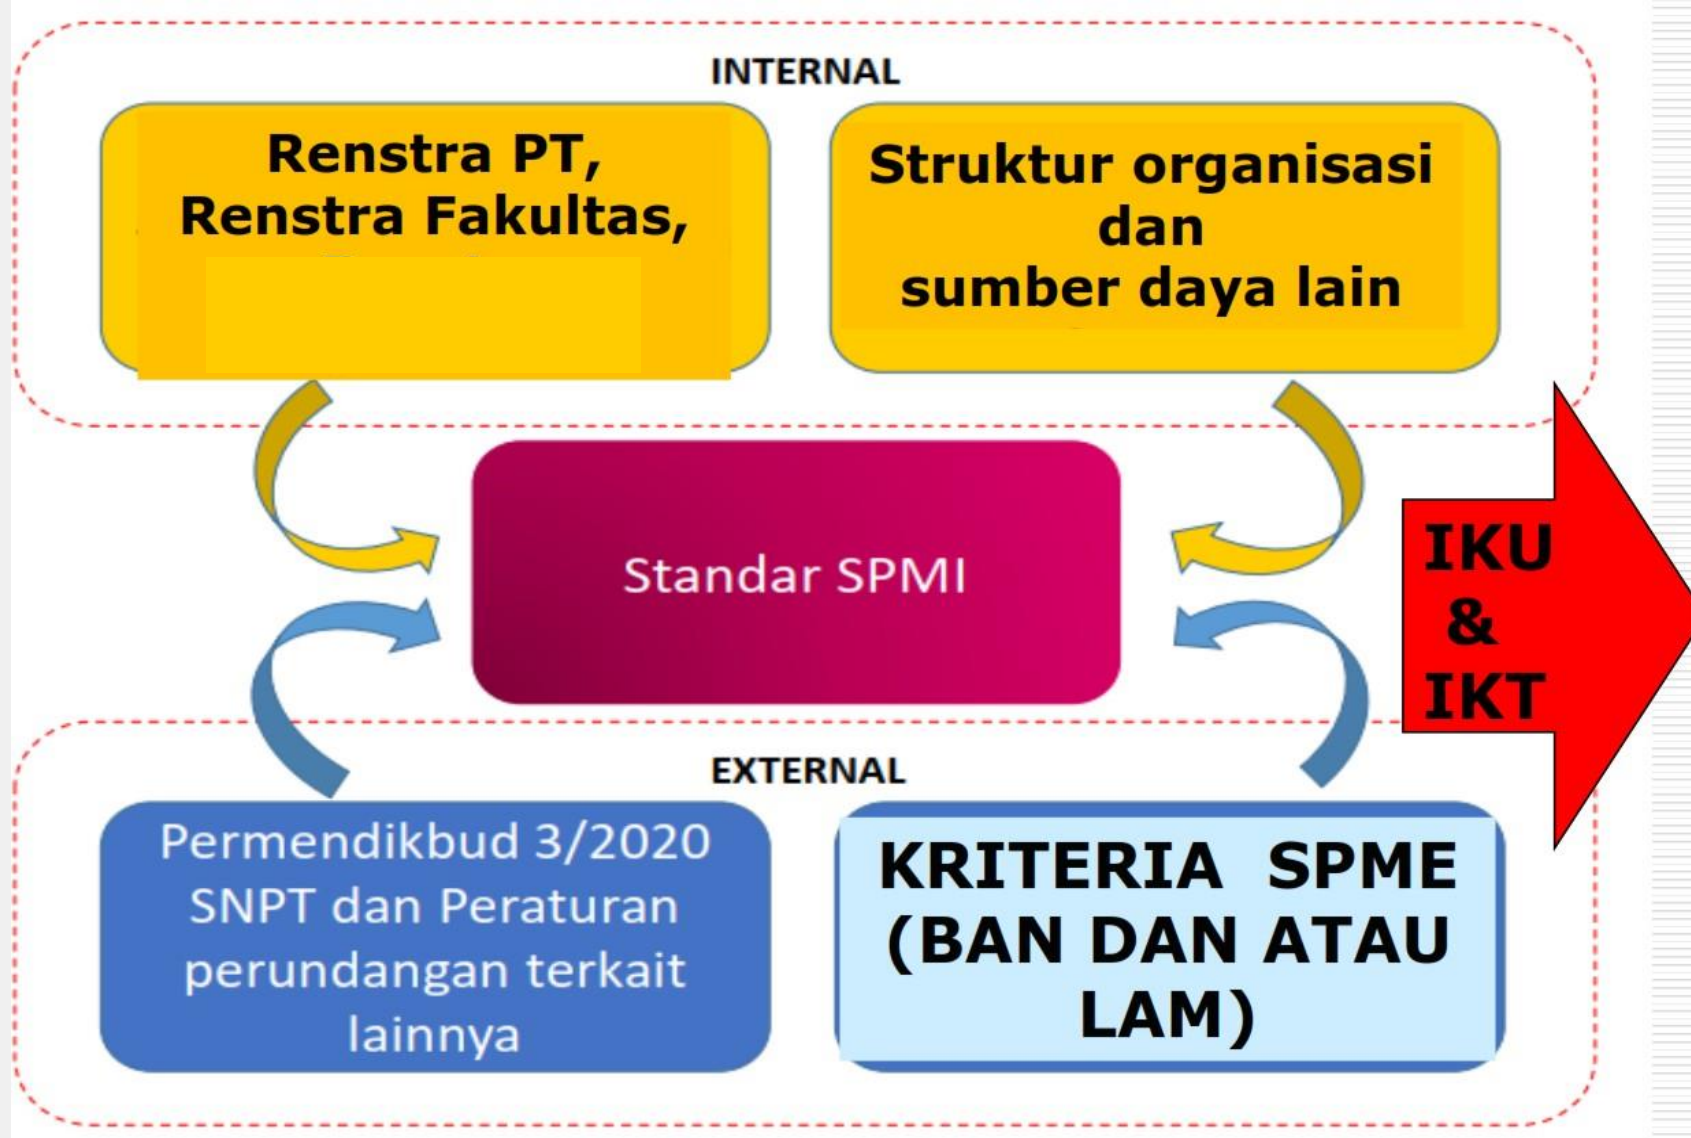 INTERNAL
Renstra PT,
Renstra Fakultas,
Struktur organisasi
dan
sumber daya lain
Standar SPMI
IKU
&
IKT
EXTERNAL
Permendikbud 3/2020
SNPT dan Peraturan
perundangan terkait
lainnya
KRITERIA SPME
(BAN DAN ATAU
LAM)